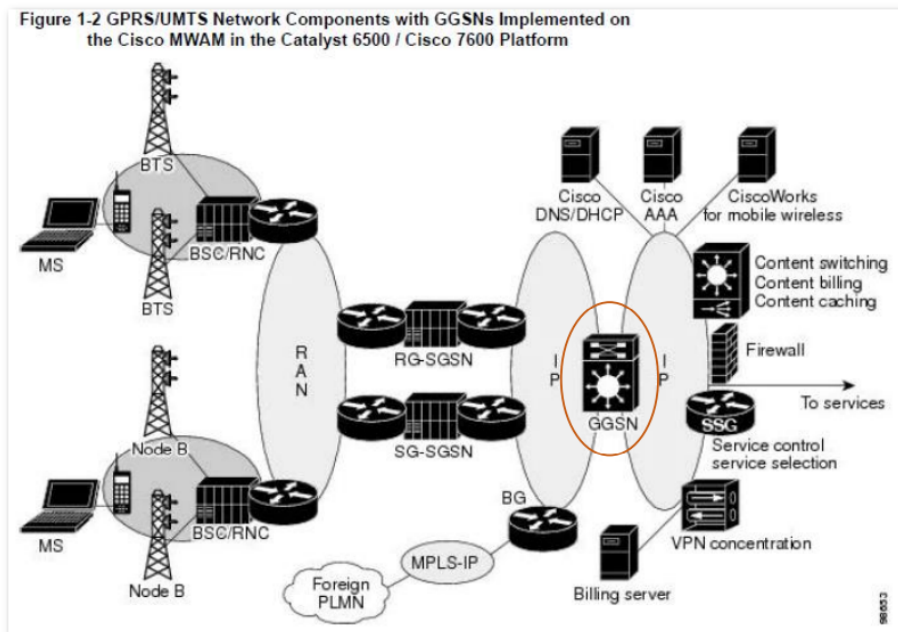 Figure 1-2 GPRS/UMTS Network Components with GGSNs Implemented on
the Cisco MWAM in the Catalyst 6500 / Cisco 7600 Platform
BTS
MS
BSC/RNC
BTS
Cisco
DNS/DHCP
Cisco
AAA
CiscoWorks
for mobile wireless
Content switching
Content billing
Content caching
R
A
N
RG-SGSN
I
P
GGSN
I
P
Firewall
To services
SSG
Service control
service selection
SG-SGSN
Node B
MS
BSC/RNC
Node B
BG
MPLS-IP
Foreign
PLMN
VPN concentration
Billing server
98653